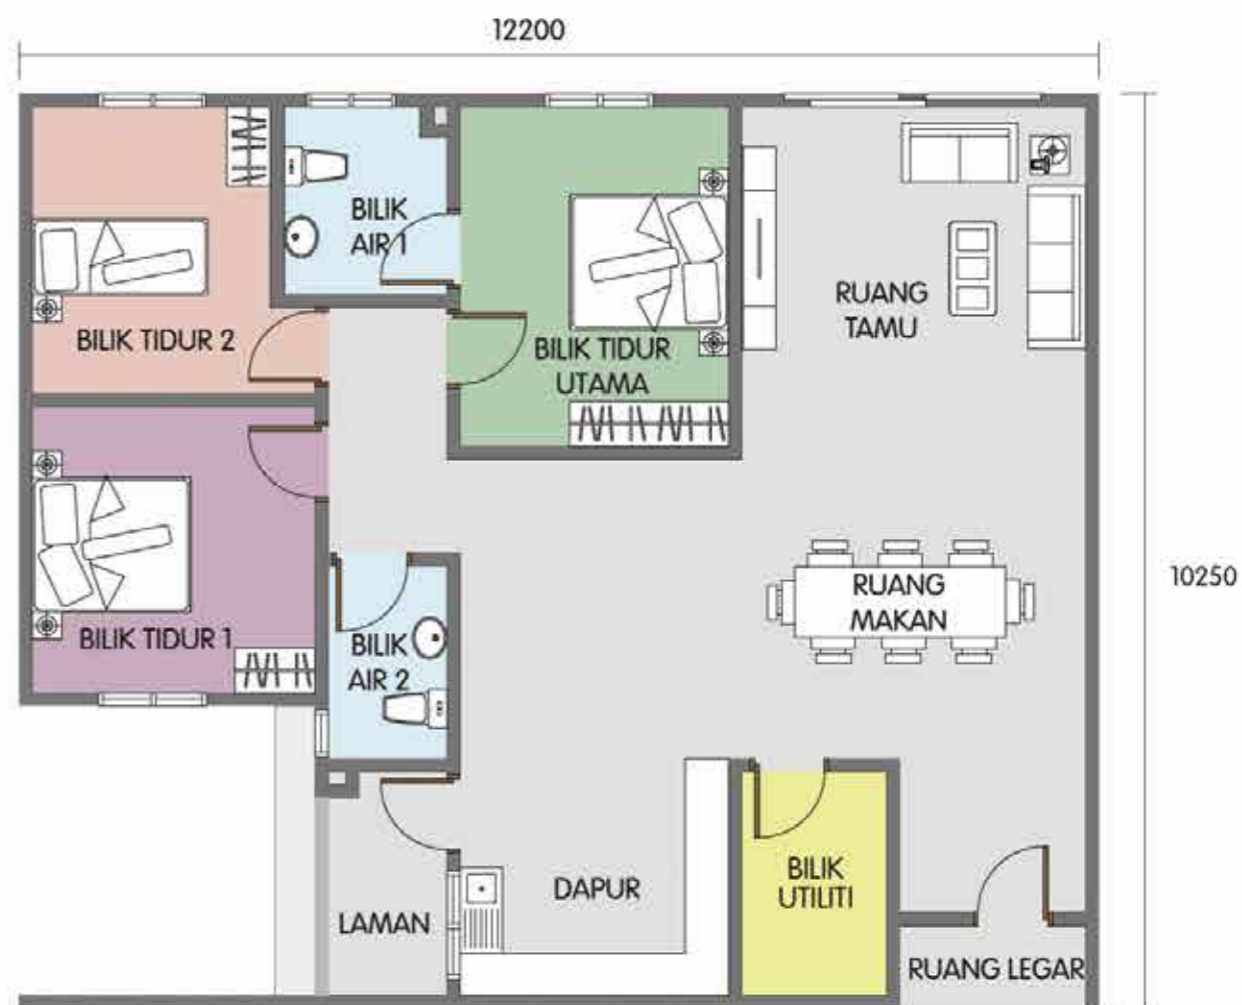 12200
BILIK
AIR 1
RUANG
TAMU
BILIK TIDUR 2
BILIK TIDUR
UTAMA
10250
RUANG
MAKAN
BILIK TIDUR 1
BILIK
AIR 2
BILIK
UTILITI
DAPUR
LAMAN
RUANG LEGAR